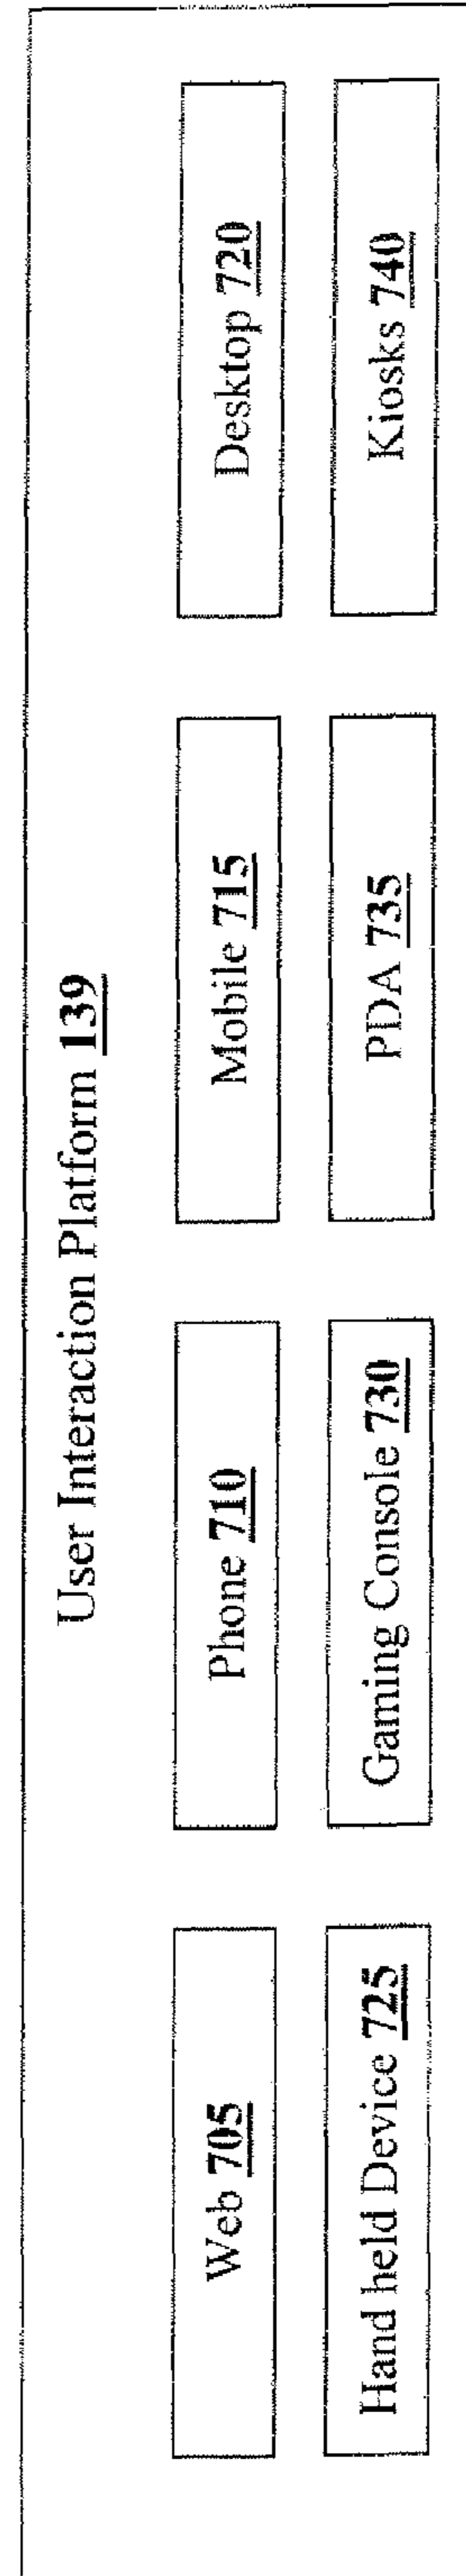 User Interaction Platform 139
Web 705
Phone 710
Mobile 715
Desktop 720
Hand held Device 725
Gaming Console 730
PDA 735
Kiosks 740